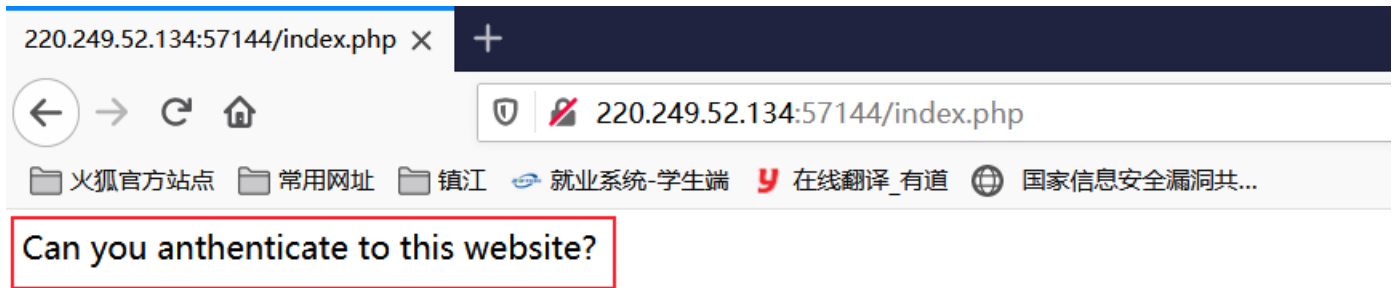 220.249.52.134:57144/index.php
220.249.52.134:57144/index.php
火狐官方站点 常用网址 镇江 就业系统-学生端 在线翻译_有道 国家信息安全漏洞共...
Can you anthenticate to this website?